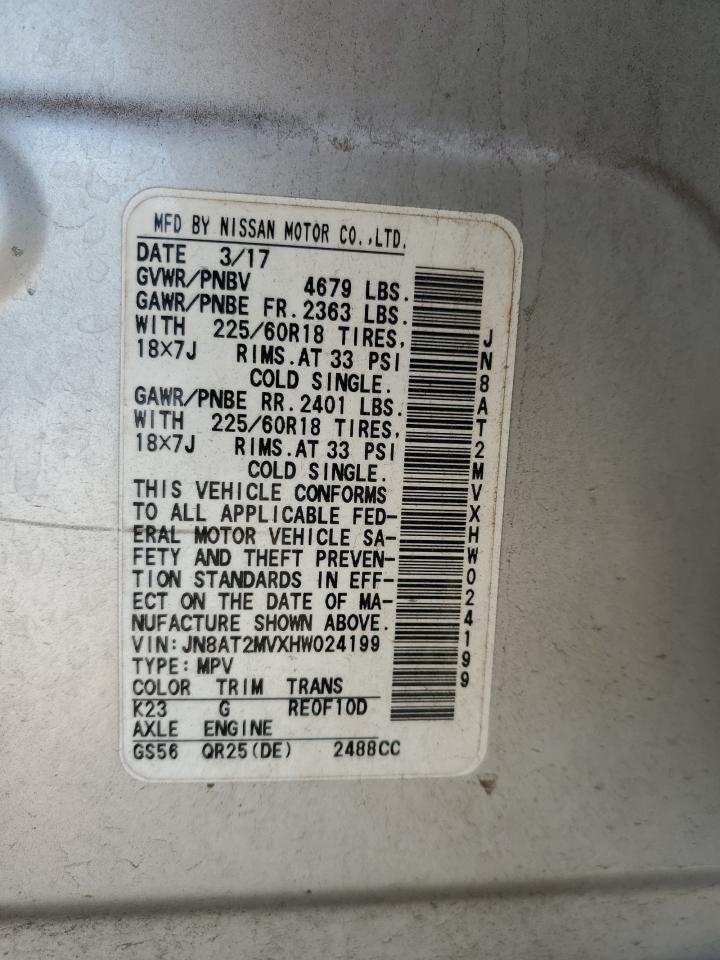 MFD BY NISSAN MOTOR CO.,LTD.
DATE 3/17
GVWR/PNBV 4679 LBS.
GAWR/PNBE FR. 2363 LBS.
WITH 225/60R18 TIRES,
18×7J RIMS. AT 33 PSI
COLD SINGLE.
GAWR/PNBE RR. 2401 LBS.
WITH 225/60R18 TIRES,
18×7J RIMS. AT 33 PSI
COLD SINGLE.
THIS VEHICLE CONFORMS
TO ALL APPLICABLE FED-
ERAL MOTOR VEHICLE SA-
FETY AND THEFT PREVEN-
TION STANDARDS IN EFF-
ECT ON THE DATE OF MA-
NUFACTURE SHOWN ABOVE.
VIN: JN8AT2MVXHW024199
TYPE: MPV
COLOR TRIM TRANS
K23 G RE0F10D
AXLE ENGINE
GS56 QR25(DE) 2488CC
JN8AT2MVXHW024199